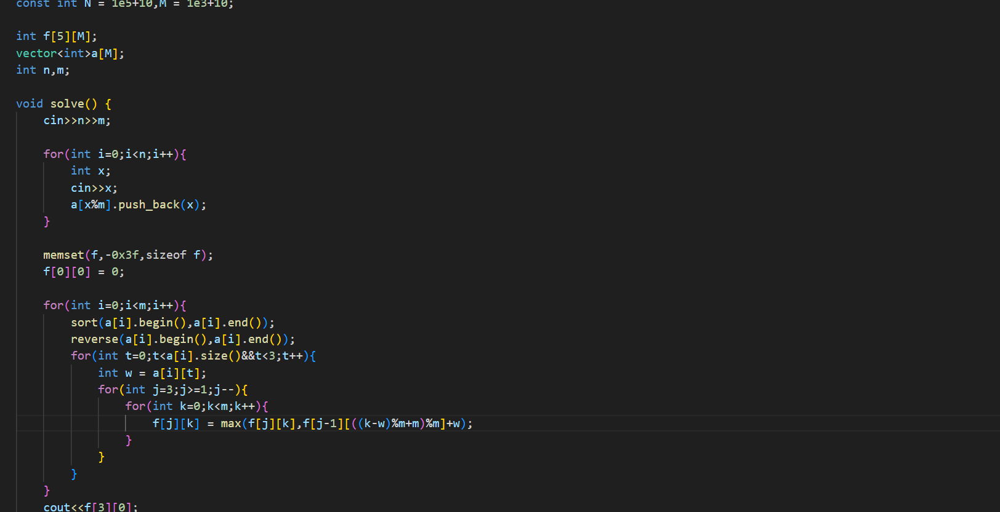 const int N = 1e5+10,M = 1e3+10;
int f[5][M];
vector<int>a[M];
int n,m;
void solve() {
cin>>n>>m;
for(int i=0;i<n;i++){
int x;
cin>>x;
a[x%m].push_back(x);
}
memset(f,-0x3f,sizeof f);
f[0][0] = 0;
for(int i=0;i<m;i++){
sort(a[i].begin(),a[i].end());
reverse(a[i].begin(),a[i].end());
for(int t=0;t<a[i].size()&&t<3;t++){
int w = a[i][t];
for(int j=3;j>=1;j--){
for(int k=0;k<m;k++){
f[j][k] = max(f[j][k],f[j-1][((k-w)%m+m)%m]+w);
}
}
}
}
cout<<f[3][0];